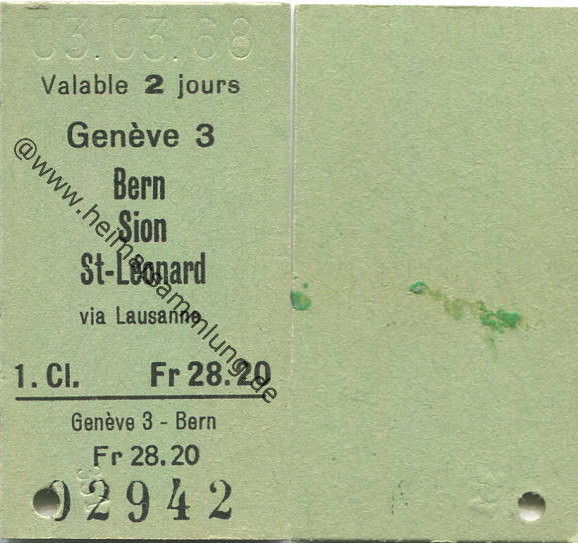 03.03.68
Valable 2 jours
Genève 3
Bern
Sion
St-Léonard
via Lausanne
1. Cl. Fr 28.20
Genève 3 - Bern
Fr 28.20
02942
@www.heimatsammlung.de